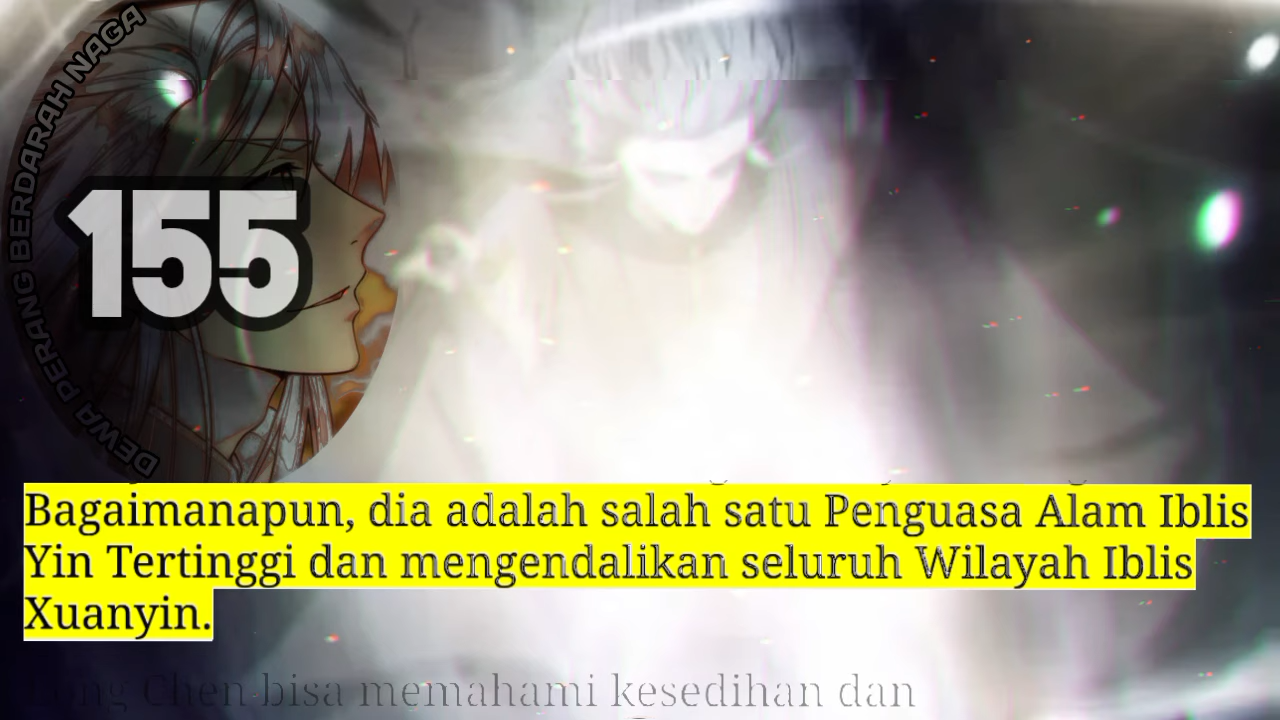 DEWA PERANG BERDARAH NAGA
155
Bagaimanapun, dia adalah salah satu Penguasa Alam Iblis
Yin Tertinggi dan mengendalikan seluruh Wilayah Iblis
Xuanyin.
Long Chen bisa memahami kesedihan dan